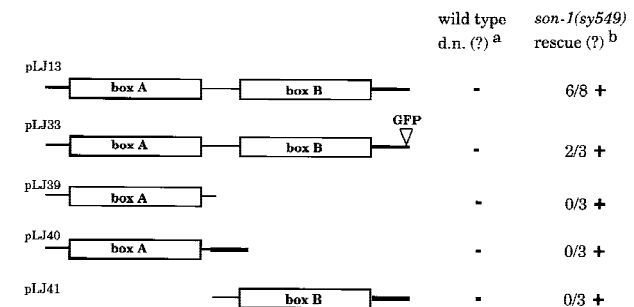 wild type son-1(sy549)
d.n. (?) a rescue (?) b
pLJ13
box A box B - 6/8 +
pLJ33
GFP
box A box B - 2/3 +
pLJ39
box A - 0/3 +
pLJ40
box A - 0/3 +
pLJ41
box B - 0/3 +